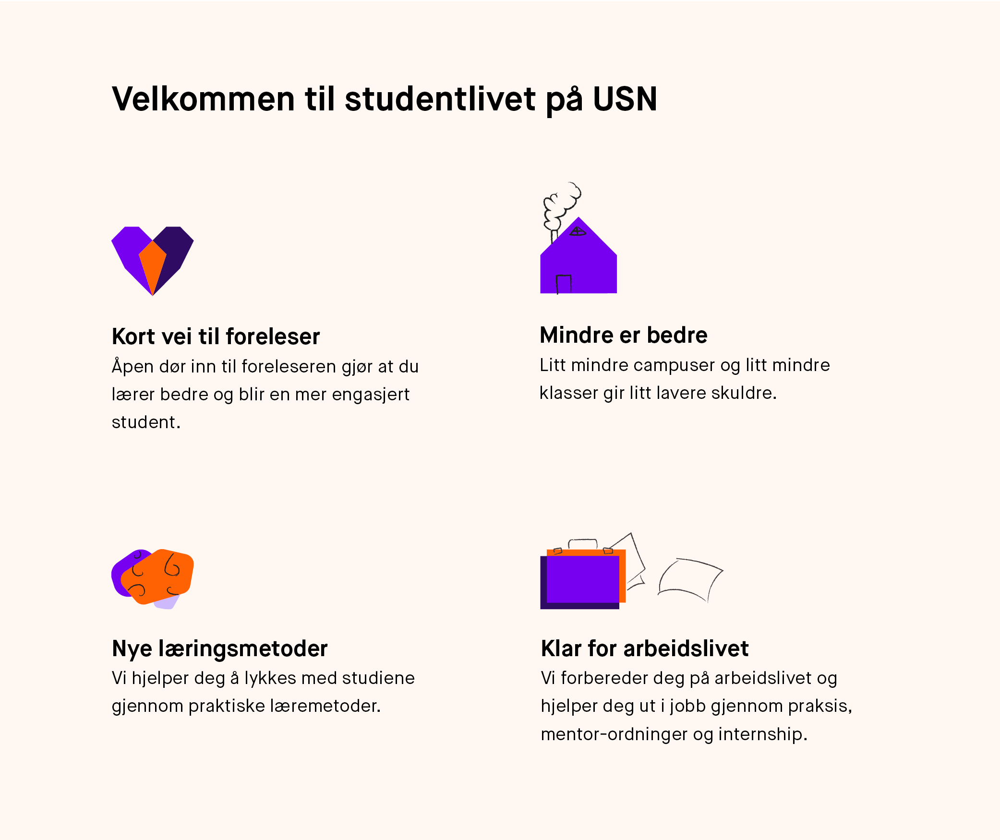 Velkommen til studentlivet på USN
Kort vei til foreleser
Åpen dør inn til foreleseren gjør at du
lærer bedre og blir en mer engasjert
student.
Mindre er bedre
Litt mindre campuser og litt mindre
klasser gir litt lavere skuldre.
Nye læringsmetoder
Vi hjelper deg å lykkes med studiene
gjennom praktiske læremetoder.
Klar for arbeidslivet
Vi forbereder deg på arbeidslivet og
hjelper deg ut i jobb gjennom praksis,
mentor-ordninger og internship.